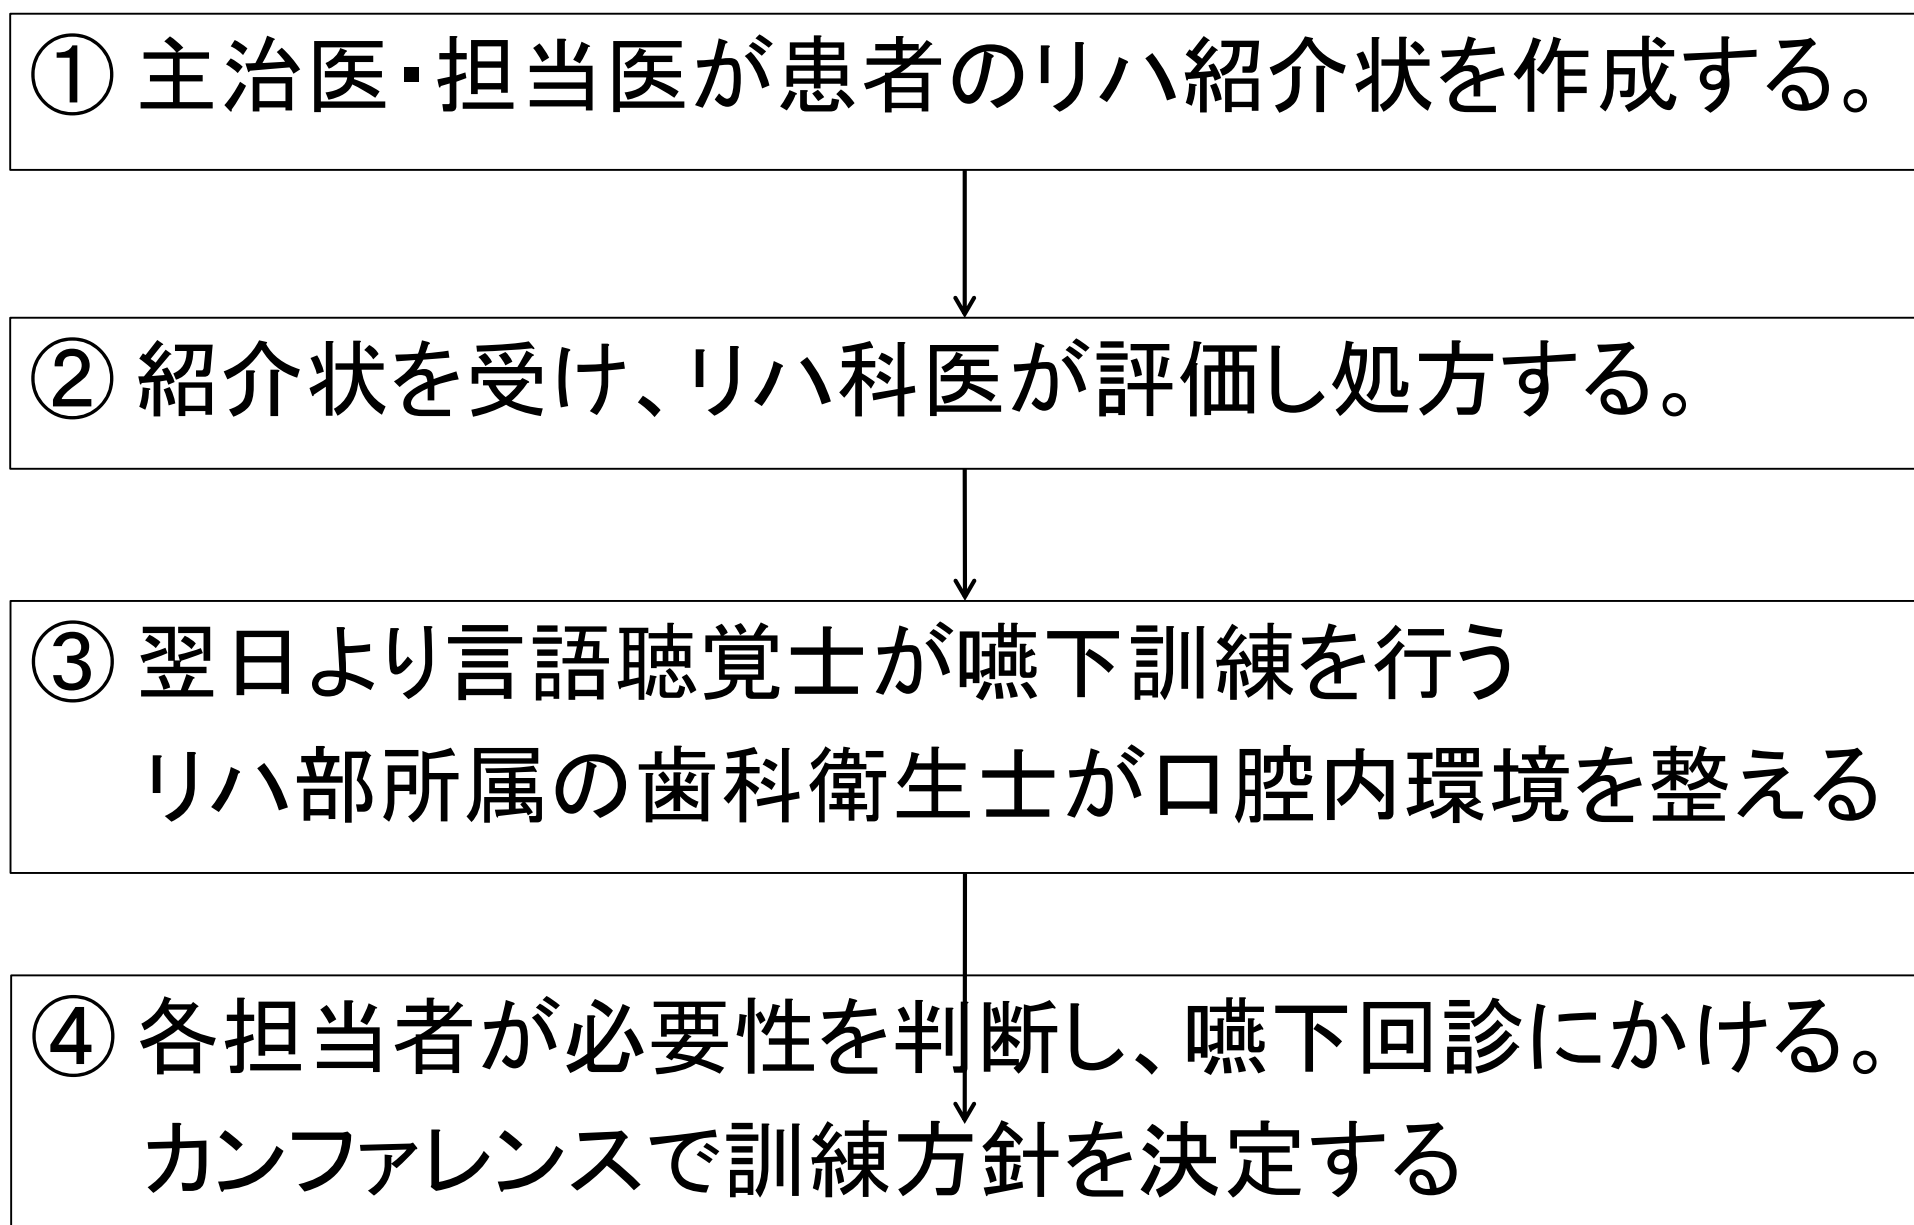 ① 主治医・担当医が患者のリハ紹介状を作成する。
② 紹介状を受け、リハ科医が評価し処方する。
③ 翌日より言語聴覚士が嚥下訓練を行う
リハ部所属の歯科衛生士が口腔内環境を整える
④ 各担当者が必要性を判断し、嚥下回診にかける。
カンファレンスで訓練方針を決定する